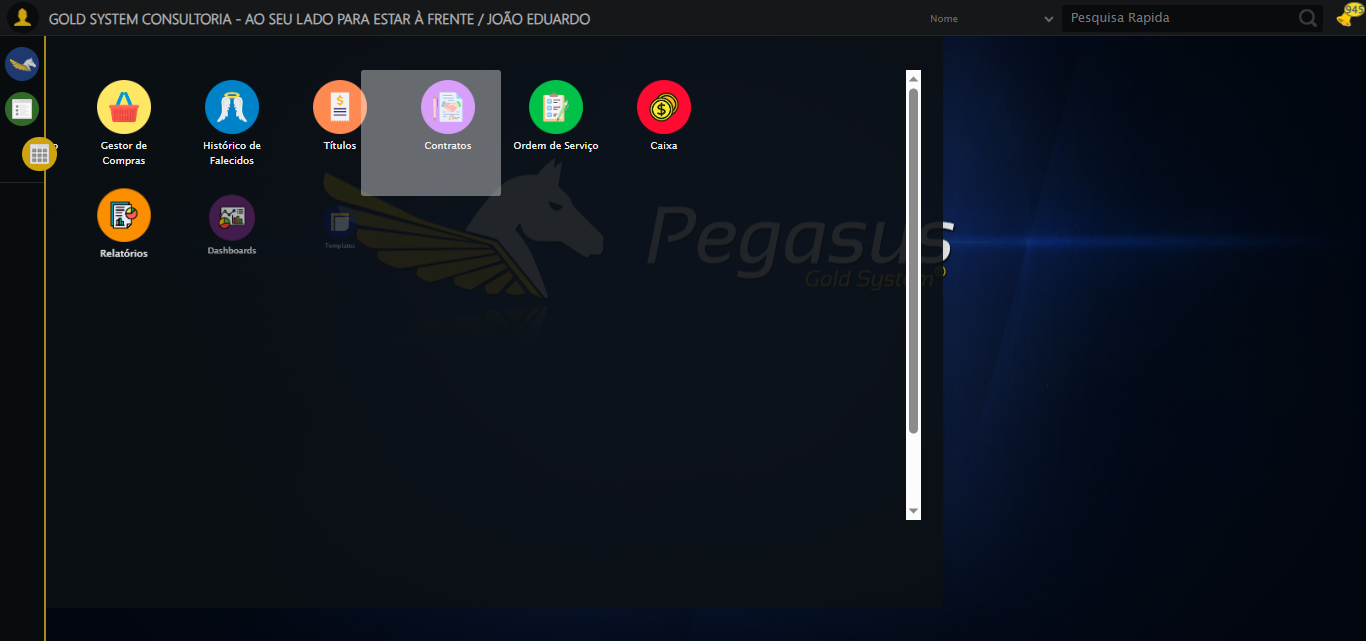 GOLD SYSTEM CONSULTORIA - AO SEU LADO PARA ESTAR À FRENTE / JOÃO EDUARDO
Nome
Pesquisa Rapida
945
Gestor de
Compras
Histórico de
Falecidos
Títulos
Contratos
Ordem de Serviço
Caixa
o
Relatórios
Dashboards
Templates
Pegasus
Gold System®